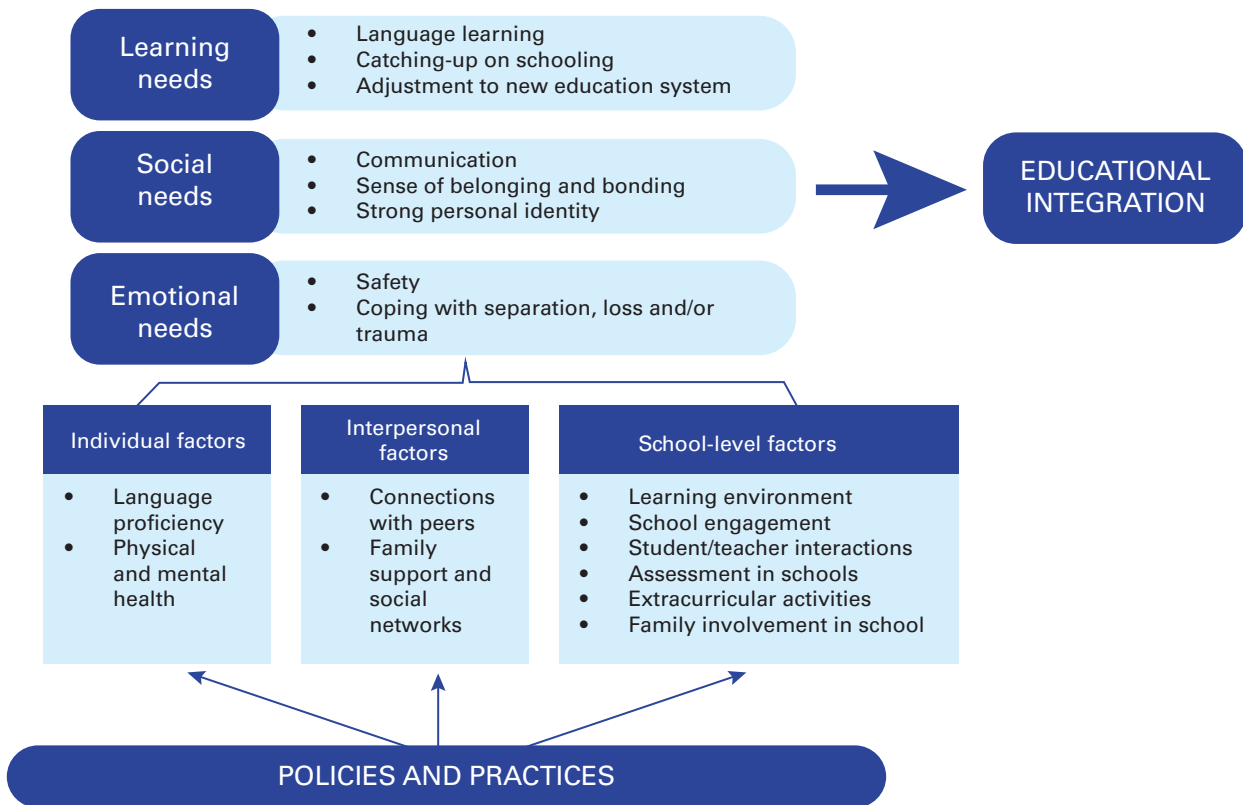 Learning
needs
• Language learning
• Catching-up on schooling
• Adjustment to new education system
Social
needs
• Communication
• Sense of belonging and bonding
• Strong personal identity
EDUCATIONAL
INTEGRATION
Emotional
needs
• Safety
• Coping with separation, loss and/or
trauma
Individual factors
• Language
proficiency
• Physical
and mental
health
Interpersonal
factors
• Connections
with peers
• Family
support and
social
networks
School-level factors
• Learning environment
• School engagement
• Student/teacher interactions
• Assessment in schools
• Extracurricular activities
• Family involvement in school
POLICIES AND PRACTICES